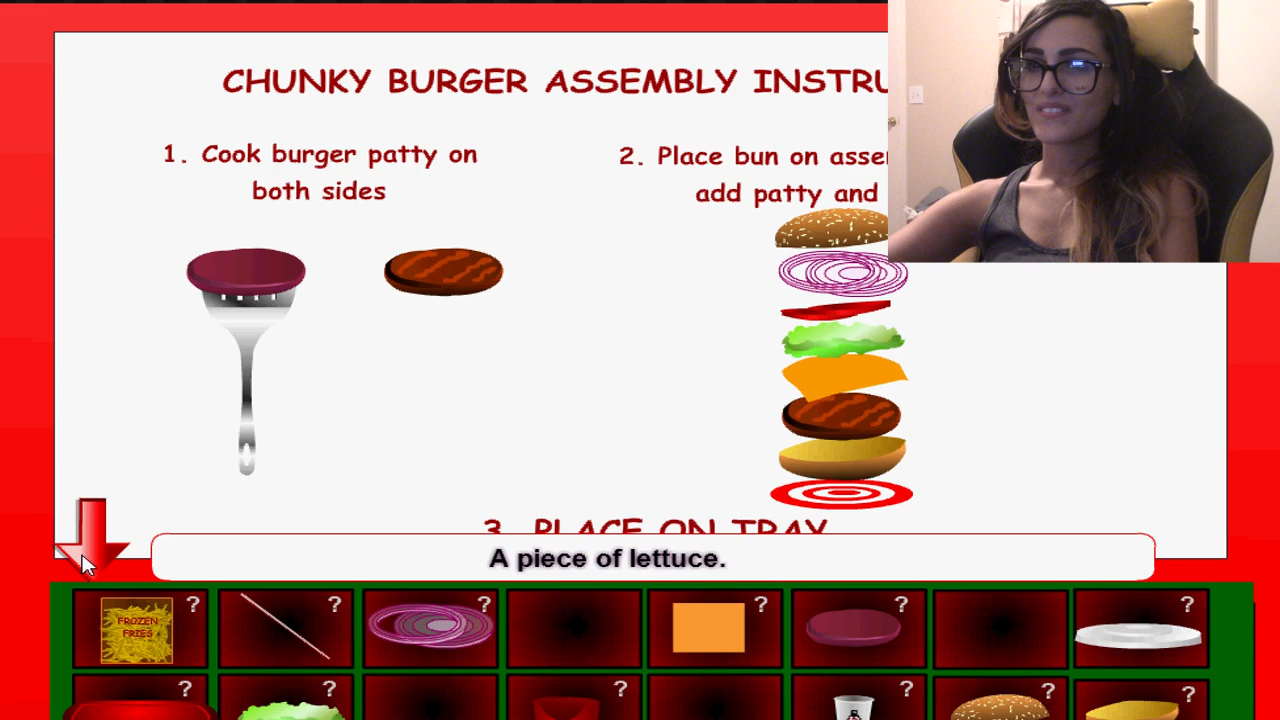 CHUNKY BURGER ASSEMBLY INSTRU
1. Cook burger patty on
both sides
2. Place bun on assem
add patty and
3. PLACE ON TRAY
A piece of lettuce.
? ? ? ? ? ?
FROZEN
FRIES
? ? ? ? ? ?